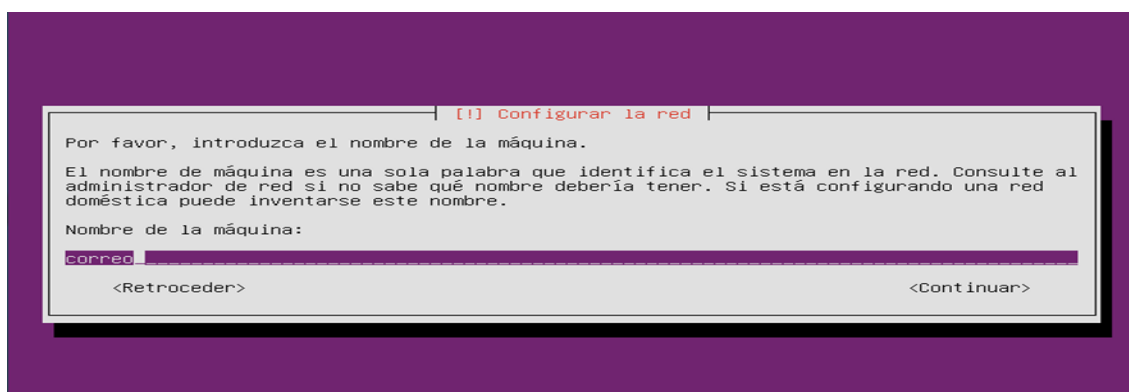 [!] Configurar la red
Por favor, introduzca el nombre de la máquina.
El nombre de máquina es una sola palabra que identifica el sistema en la red. Consulte al
administrador de red si no sabe qué nombre debería tener. Si está configurando una red
doméstica puede inventarse este nombre.
Nombre de la máquina:
correo
<Retroceder> <Continuar>